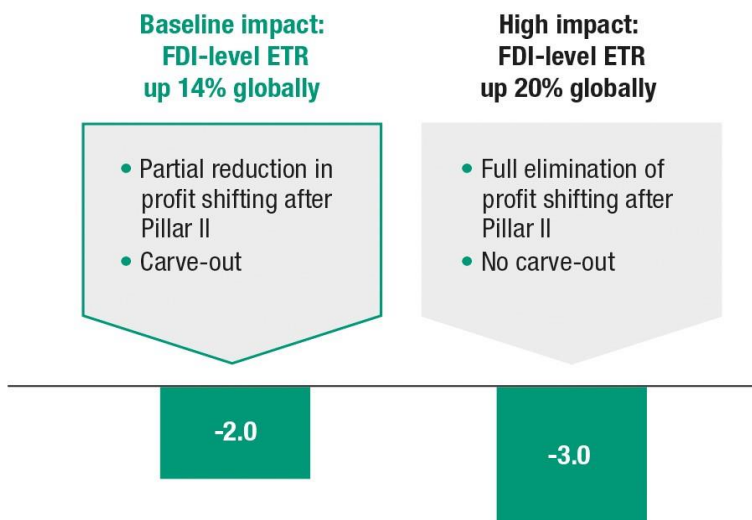 Baseline impact:
FDI-level ETR
up 14% globally
• Partial reduction in
profit shifting after
Pillar II
• Carve-out
-2.0
High impact:
FDI-level ETR
up 20% globally
• Full elimination of
profit shifting after
Pillar II
• No carve-out
-3.0